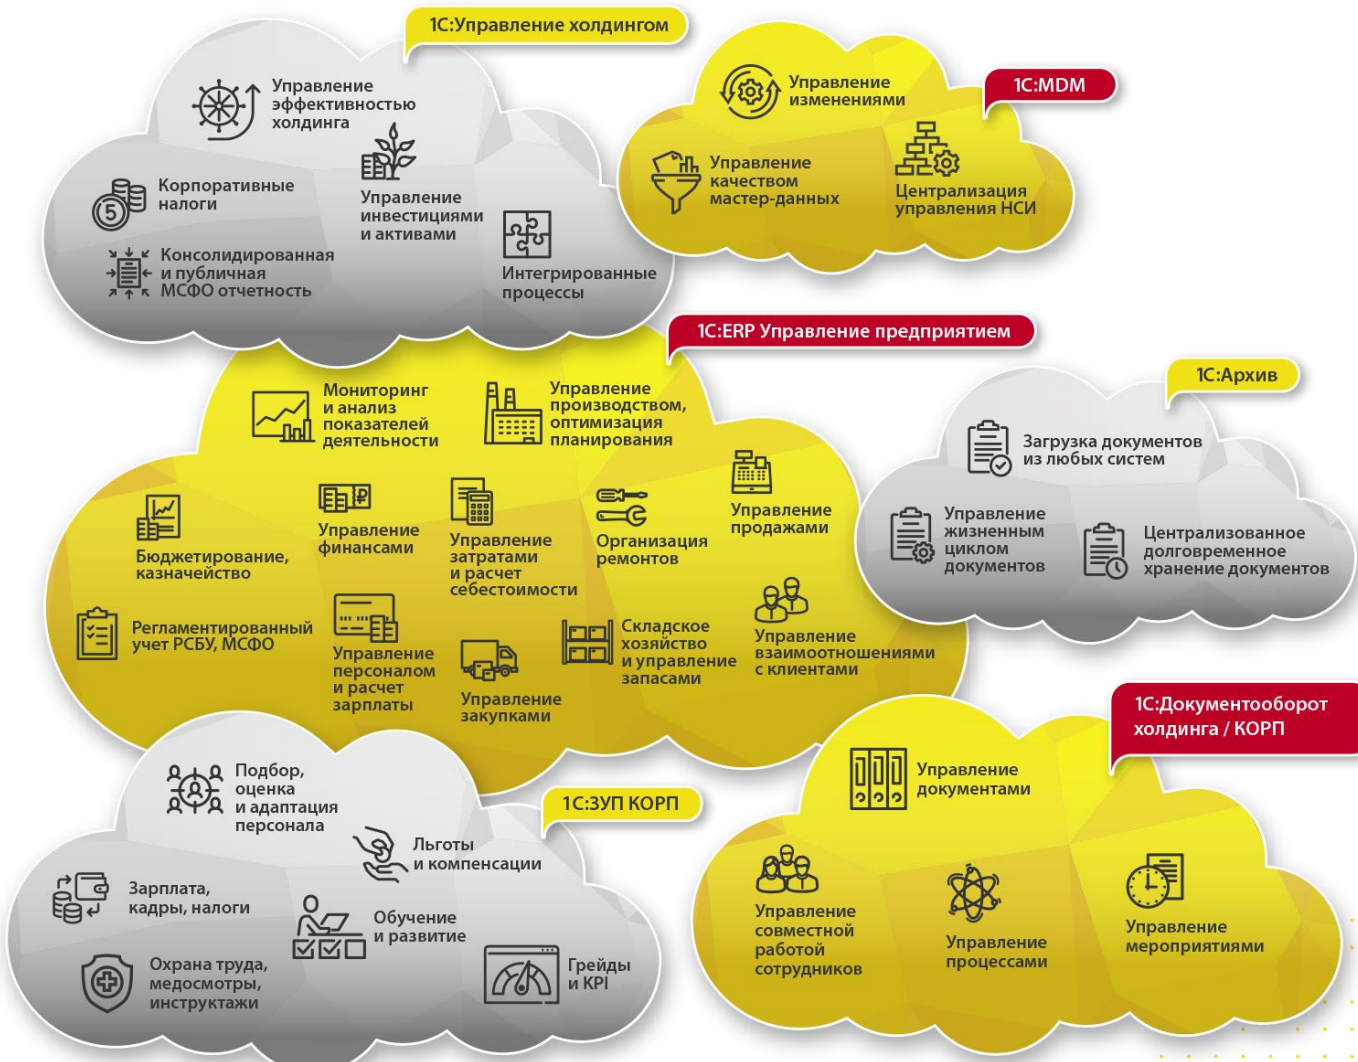 1С:Управление холдингом
Управление
эффективностью
холдинга
Корпоративные
налоги
5
Управление
инвестициями
и активами
Консолидированная
и публичная
МСФО отчетность
Интегрированные
процессы
1С:MDM
Управление
изменениями
Управление
качеством
мастер-данных
Централизация
управления НСИ
1С:ERP Управление предприятием
Мониторинг
и анализ
показателей
деятельности
Управление
производством,
оптимизация
планирования
Бюджетирование,
казначейство
₽
Управление
финансами
Управление
затратами
и расчет
себестоимости
Организация
ремонтов
Управление
продажами
Регламентированный
учет РСБУ, МСФО
Управление
персоналом
и расчет
зарплаты
Управление
закупками
Складское
хозяйство
и управление
запасами
Управление
взаимоотношениями
с клиентами
1С:Архив
Загрузка документов
из любых систем
Управление
жизненным
циклом
документов
Централизованное
долговременное
хранение документов
1С:ЗУП КОРП
Подбор,
оценка
и адаптация
персонала
Льготы
и компенсации
Зарплата,
кадры, налоги
Обучение
и развитие
Охрана труда,
медосмотры,
инструктажи
Грейды
и KPI
1С:Документооборот
холдинга / КОРП
Управление
документами
Управление
совместной
работой
сотрудников
Управление
процессами
Управление
мероприятиями